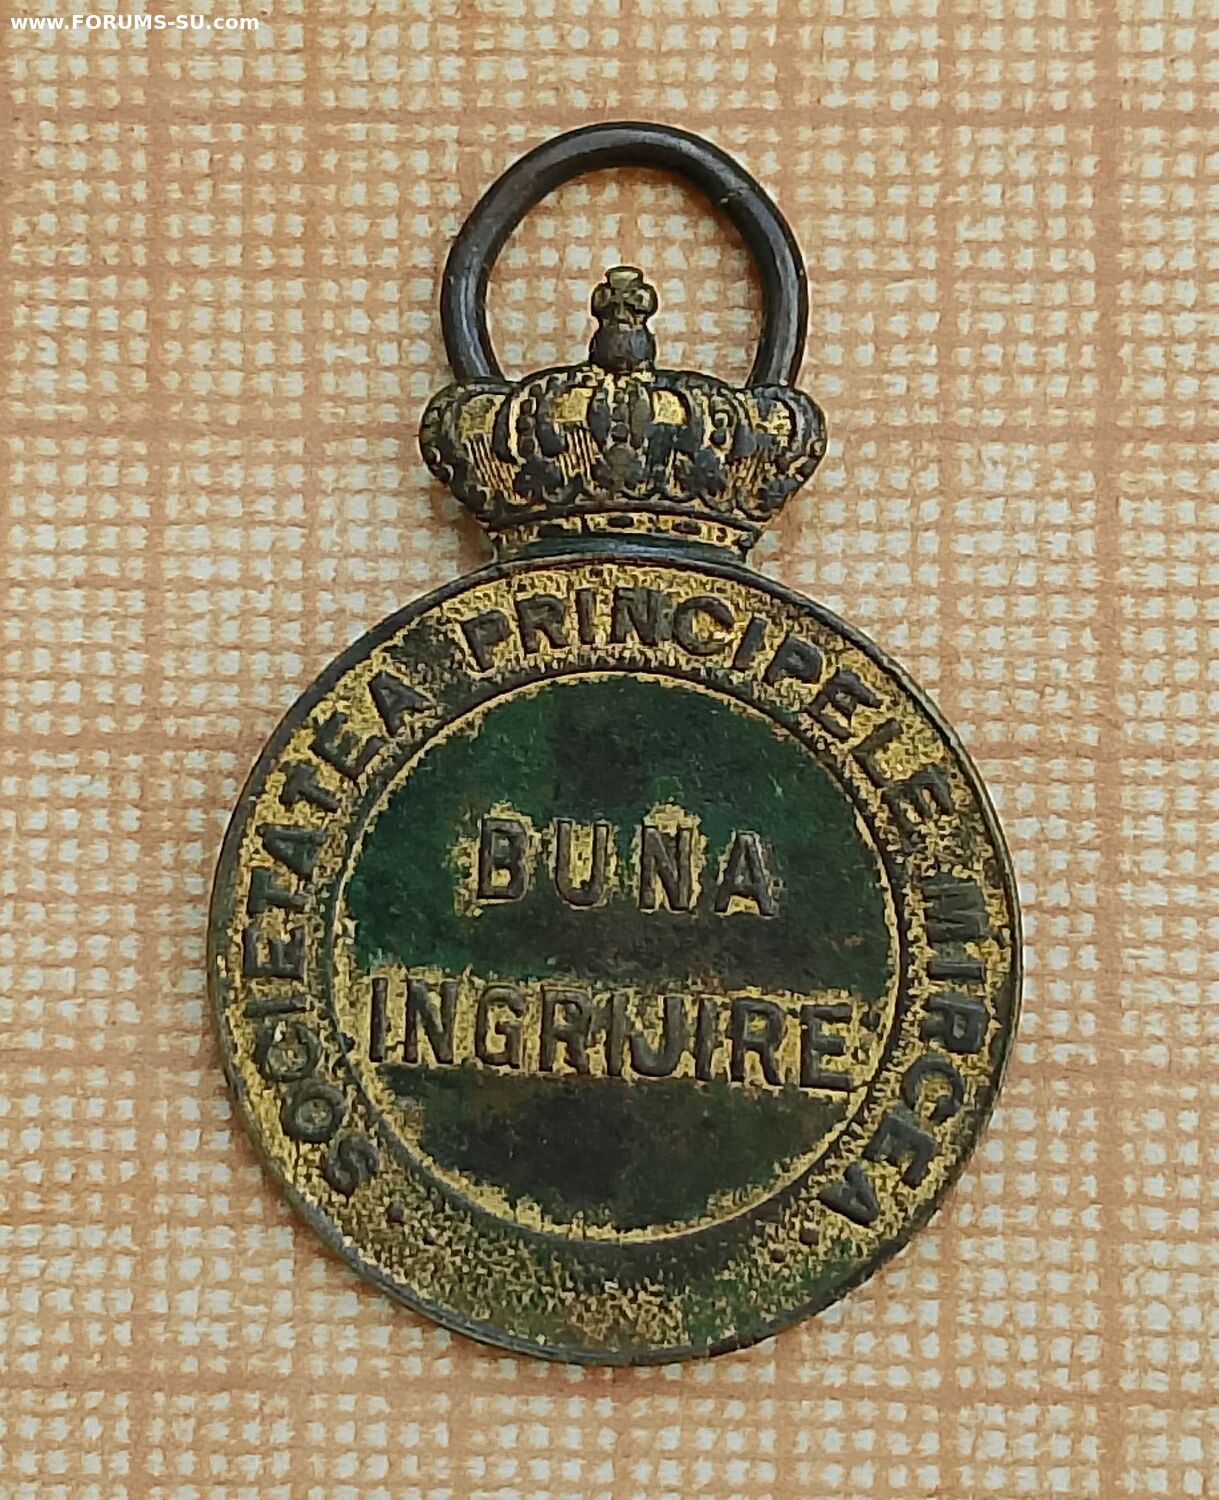 www.FORUMS-SU.com
SOCIETATEA PRINCIPELE MIRCEA
BUNA
INGRIJIRE